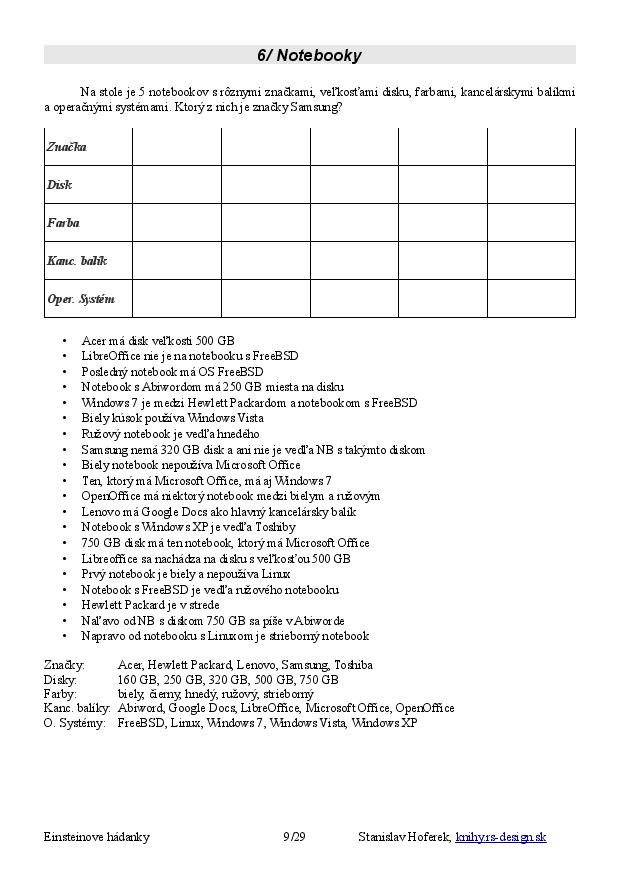 6/ Notebooky
Na stole je 5 notebookov s rôznymi značkami, veľkosťami disku, farbami, kancelárskymi balíkmi
a operačnými systémami. Ktorý z nich je značky Samsung?
Značka
Disk
Farba
Kanc. balík
Oper. Systém
• Acer má disk veľkosti 500 GB
• LibreOffice nie je na notebooku s FreeBSD
• Posledný notebook má OS FreeBSD
• Notebook s Abiwordom má 250 GB miesta na disku
• Windows 7 je medzi Hewlett Packardom a notebookom s FreeBSD
• Biely kúsok používa Windows Vista
• Ružový notebook je vedľa hnedého
• Samsung nemá 320 GB disk a ani nie je vedľa NB s takýmto diskom
• Biely notebook nepoužíva Microsoft Office
• Ten, ktorý má Microsoft Office, má aj Windows 7
• OpenOffice má niektorý notebook medzi bielym a ružovým
• Lenovo má Google Docs ako hlavný kancelársky balík
• Notebook s Windows XP je vedľa Toshiby
• 750 GB disk má ten notebook, ktorý má Microsoft Office
• Libreoffice sa nachádza na disku s veľkosťou 500 GB
• Prvý notebook je biely a nepoužíva Linux
• Notebook s FreeBSD je vedľa ružového notebooku
• Hewlett Packard je v strede
• Naľavo od NB s diskom 750 GB sa píše v Abiworde
• Napravo od notebooku s Linuxom je strieborný notebook
Značky: Acer, Hewlett Packard, Lenovo, Samsung, Toshiba
Disky: 160 GB, 250 GB, 320 GB, 500 GB, 750 GB
Farby: biely, čierny, hnedý, ružový, strieborný
Kanc. balíky: Abiword, Google Docs, LibreOffice, Microsoft Office, OpenOffice
O. Systémy: FreeBSD, Linux, Windows 7, Windows Vista, Windows XP
Einsteinove hádanky 9/29 Stanislav Hoferek, knihy.rs-design.sk